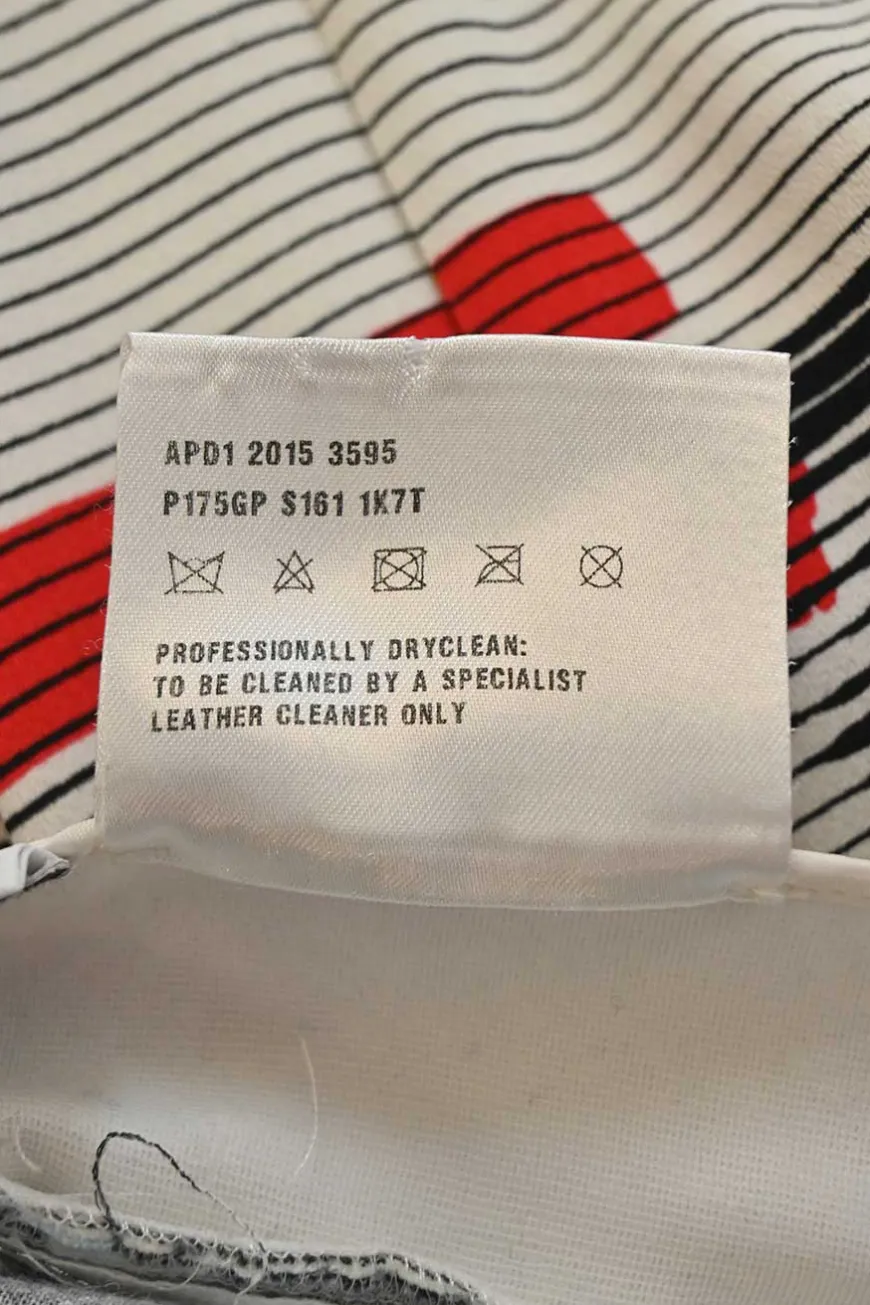 APD1 2015 3595
P175GP S161 1K7T
PROFESSIONALLY DRYCLEAN:
TO BE CLEANED BY A SPECIALIST
LEATHER CLEANER ONLY